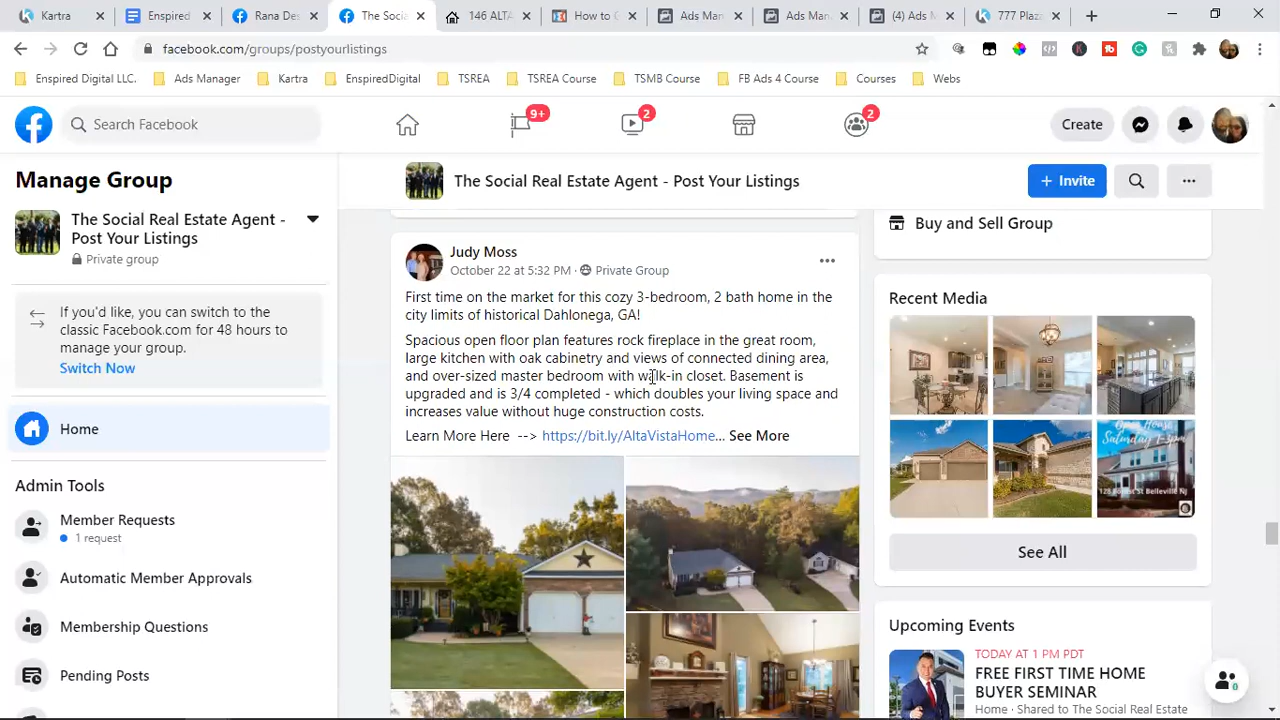 Kartra
Enspired
Rana De
The Soci
146 ALTA
How to G
Ads Man
Ads Man
(4) Ads M
777 Plaza
facebook.com/groups/postyourlistings
Enspired Digital LLC.
Ads Manager
Kartra
EnspiredDigital
TSREA
TSREA Course
TSMB Course
FB Ads 4 Course
Courses
Webs
Search Facebook
9+
2
2
Create
Manage Group
The Social Real Estate Agent -
Post Your Listings
Private group
If you'd like, you can switch to the
classic Facebook.com for 48 hours to
manage your group.
Switch Now
Home
Admin Tools
Member Requests
1 request
Automatic Member Approvals
Membership Questions
Pending Posts
The Social Real Estate Agent - Post Your Listings
+ Invite
Judy Moss
October 22 at 5:32 PM · Private Group
First time on the market for this cozy 3-bedroom, 2 bath home in the
city limits of historical Dahlonega, GA!
Spacious open floor plan features rock fireplace in the great room,
large kitchen with oak cabinetry and views of connected dining area,
and over-sized master bedroom with walk-in closet. Basement is
upgraded and is 3/4 completed - which doubles your living space and
increases value without huge construction costs.
Learn More Here --> https://bit.ly/AltaVistaHome... See More
Buy and Sell Group
Recent Media
Open House
Saturday 1-3pm
128 Forest St Belleville NJ
See All
Upcoming Events
TODAY AT 1 PM PDT
FREE FIRST TIME HOME
BUYER SEMINAR
Home · Shared to The Social Real Estate